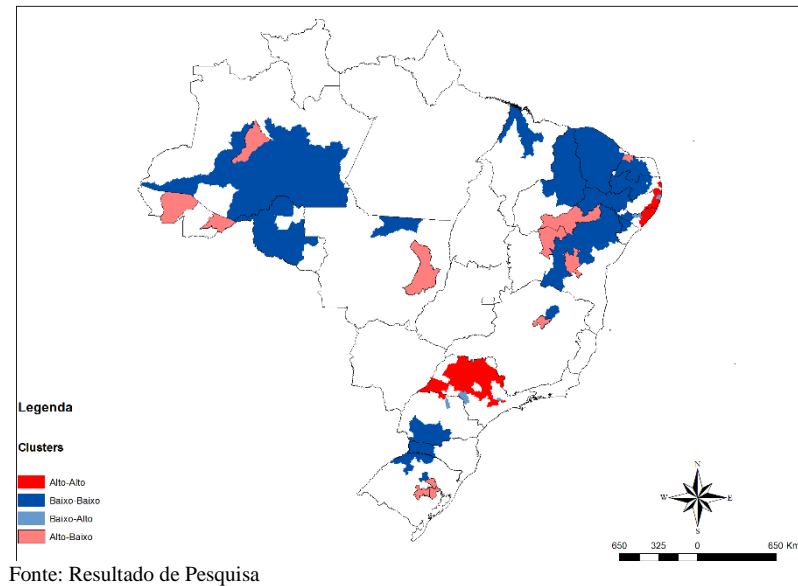 Legenda
Clusters
Alto-Alto
Baixo-Baixo
Baixo-Alto
Alto-Baixo
N
W E
S
650 325 0 650 Km
Fonte: Resultado de Pesquisa